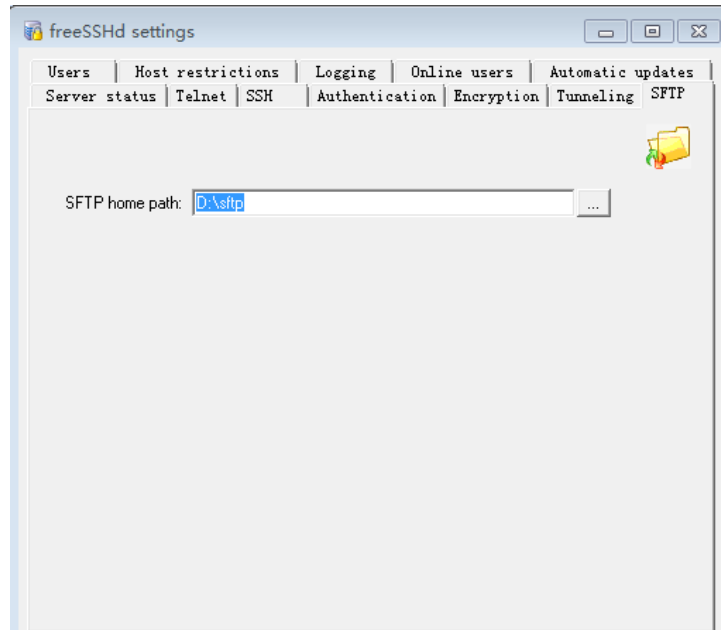 freeSSHd settings
Users Host restrictions Logging Online users Automatic updates
Server status Telnet SSH Authentication Encryption Tunneling SFTP
SFTP home path: D:\sftp ...